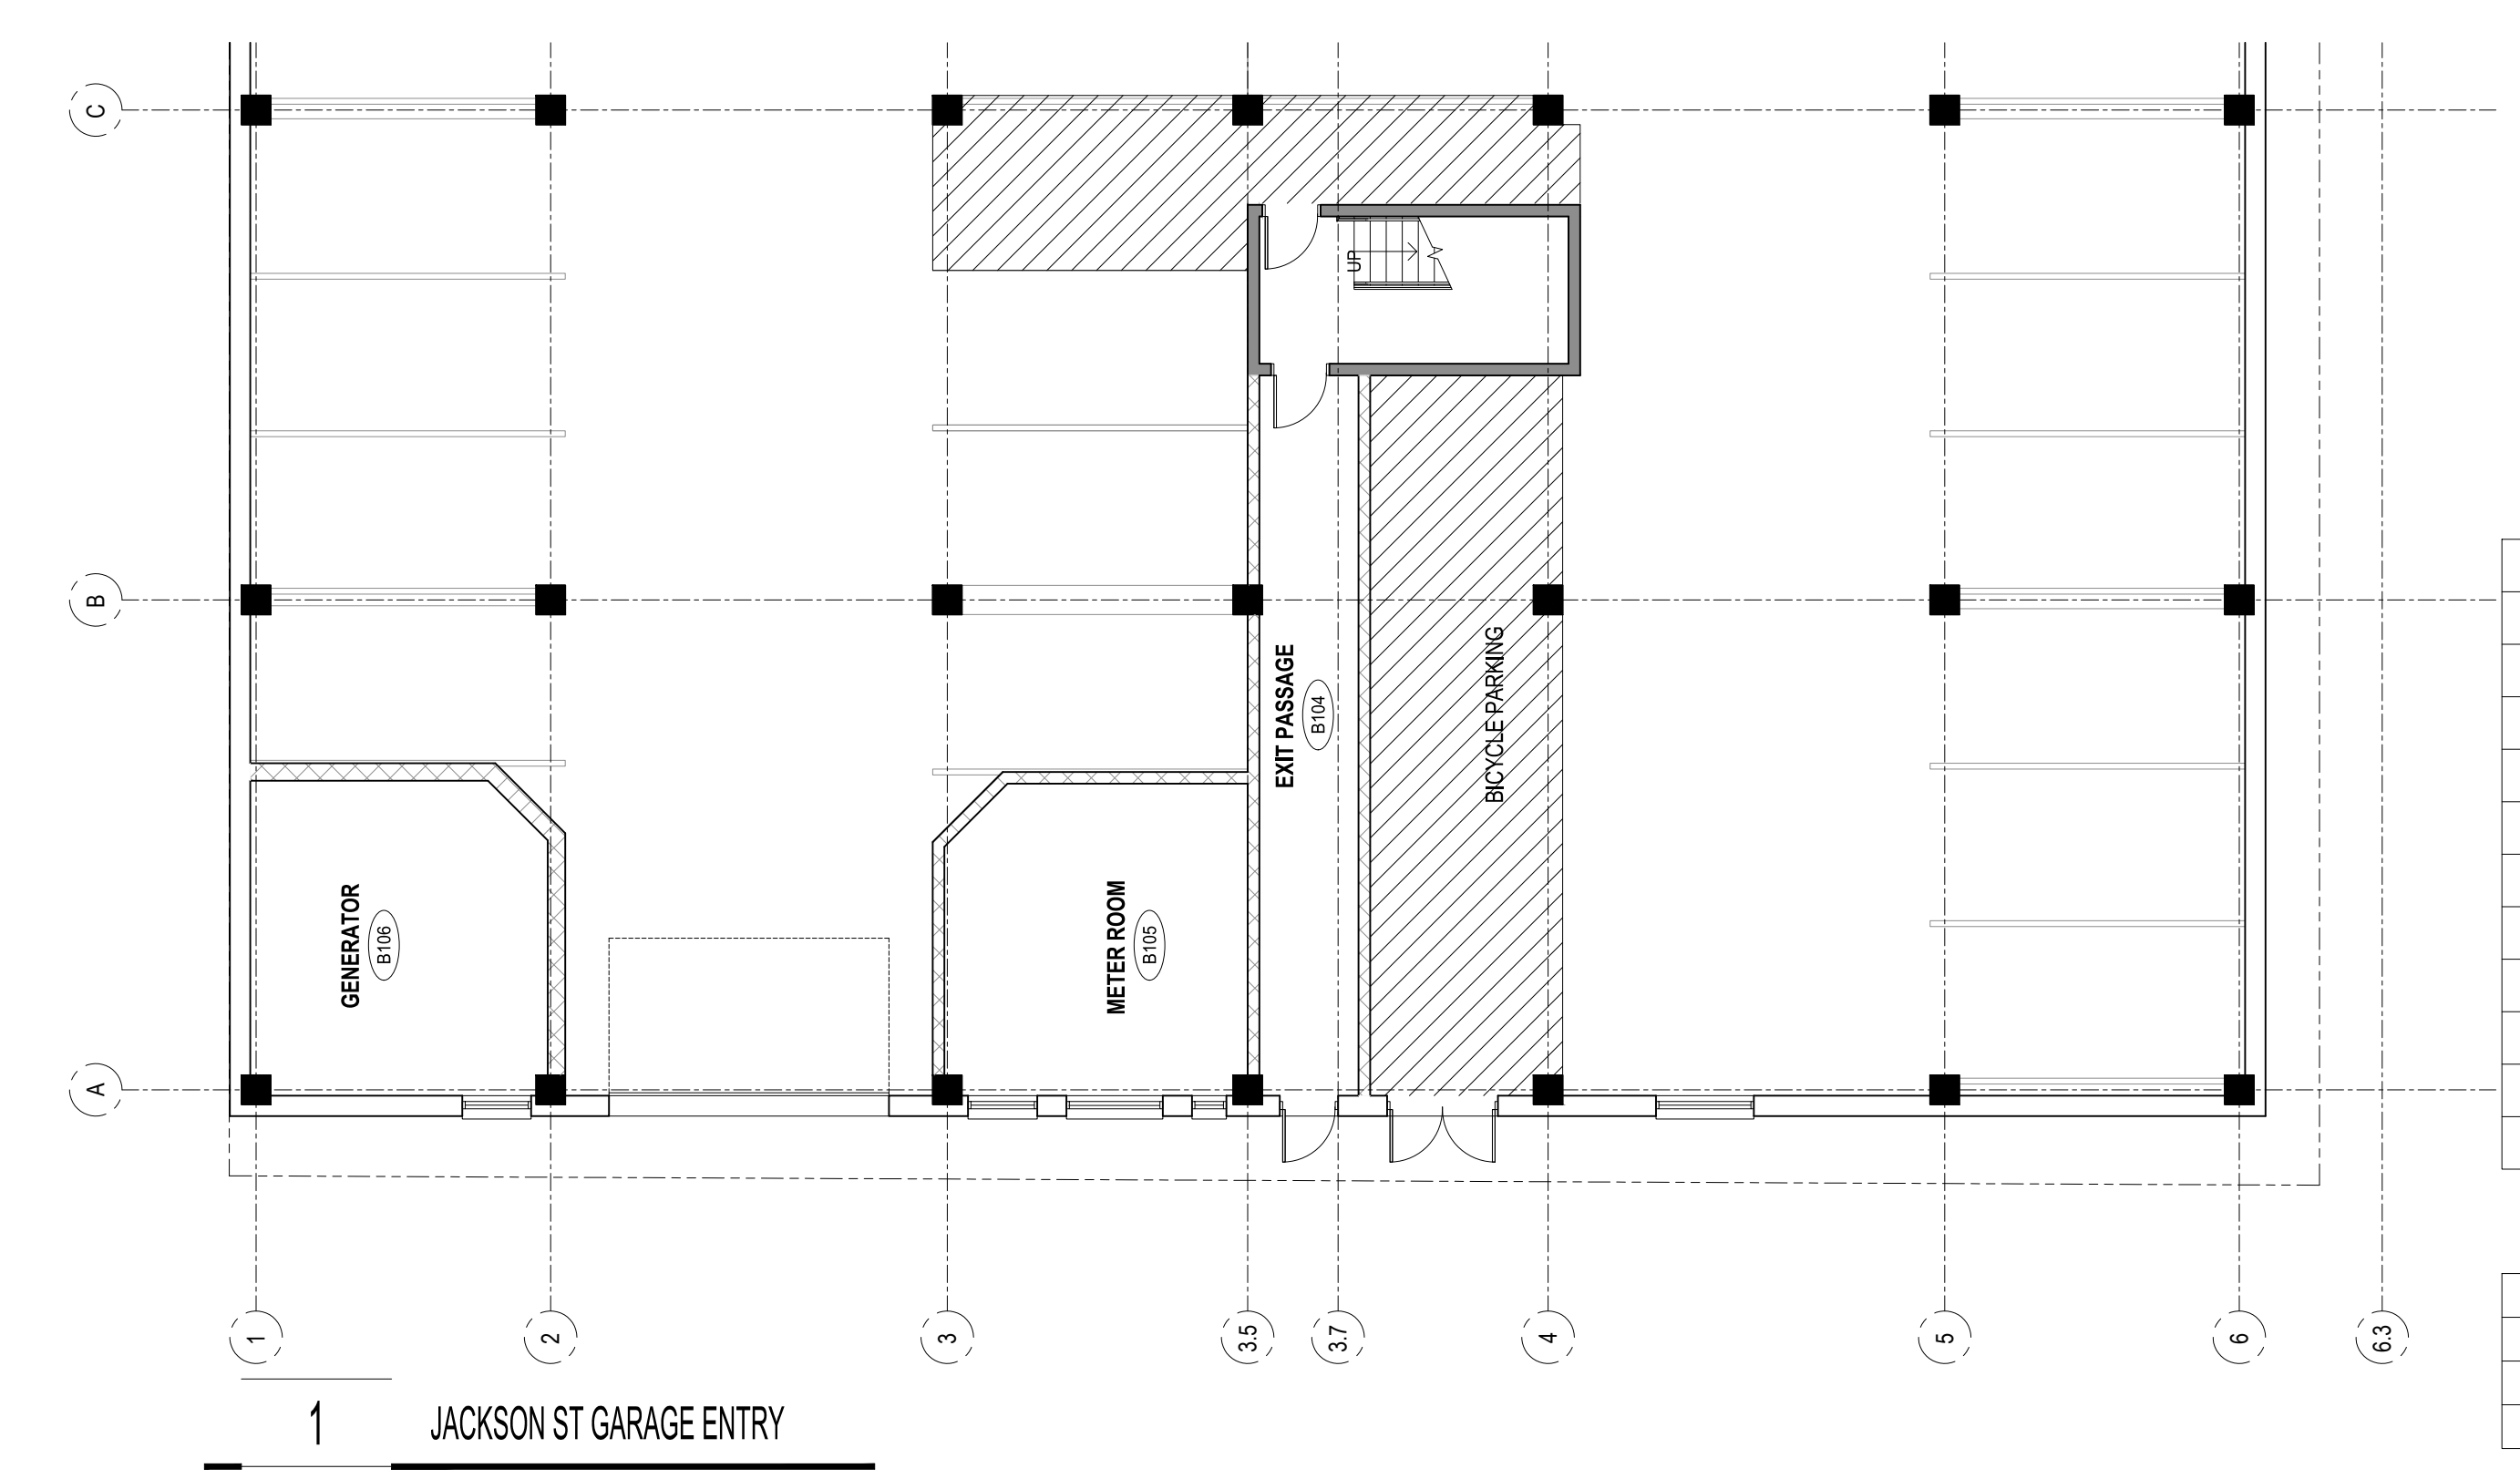 C
UP
B
EXIT PASSAGE
B104
BICYCLE PARKING
GENERATOR
B106
METER ROOM
B105
A
1
2
3
3.5
3.7
4
5
6
6.3
1
JACKSON ST GARAGE ENTRY